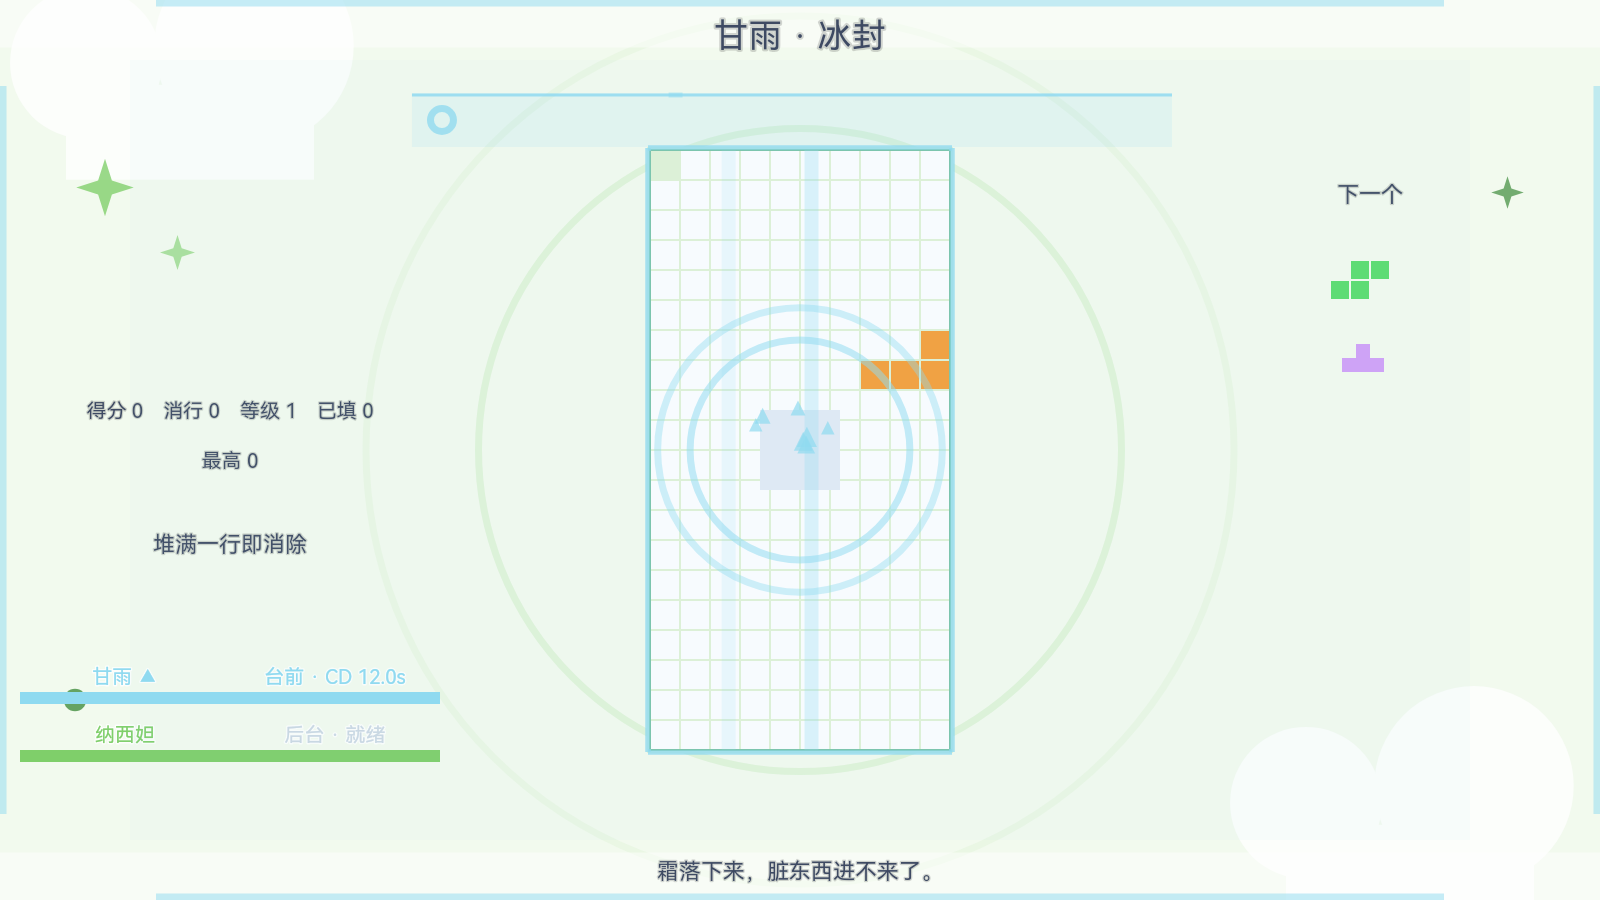 甘雨 · 冰封
下一个
得分 0 消行 0 等级 1 已填 0
最高 0
堆满一行即消除
甘雨 ▲ 台前 · CD 12.0s
纳西妲 后台 · 就绪
霜落下来，脏东西进不来了。